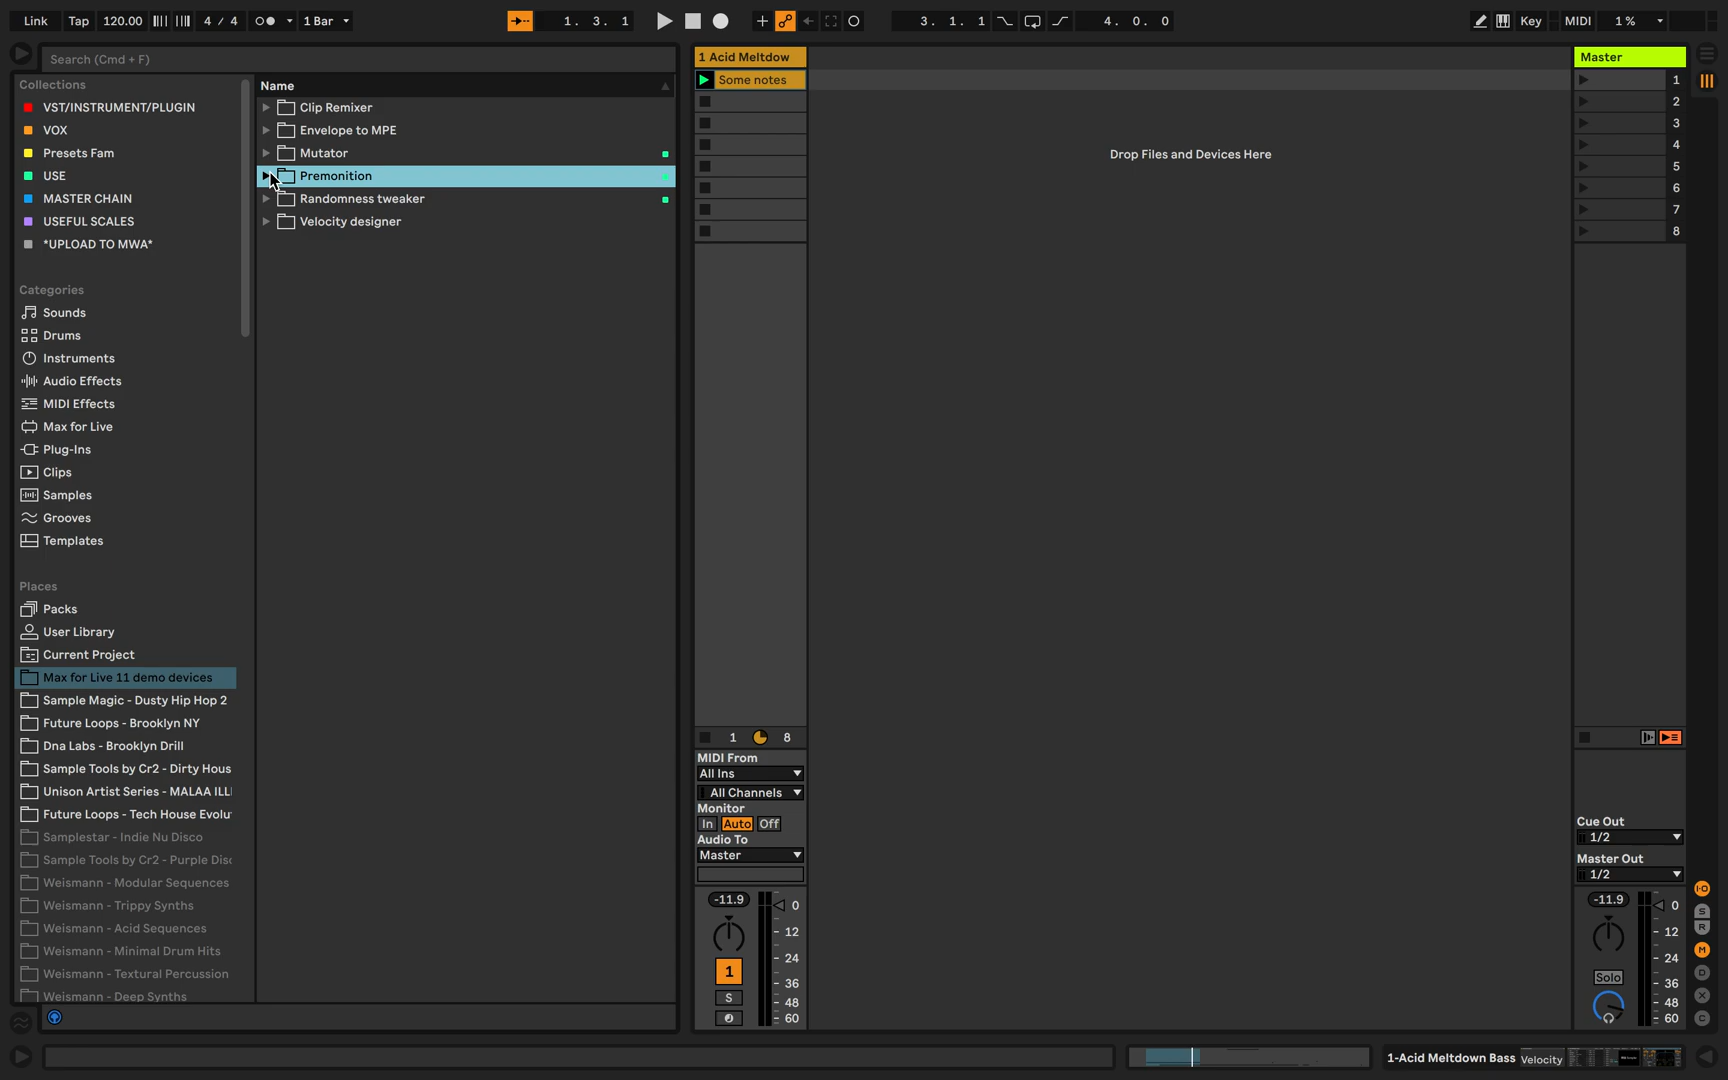 Link Tap 120.00 4 / 4 1 Bar 1. 3. 1 3. 1. 1 4. 0. 0 Key MIDI 1 %
Search (Cmd + F)
Collections
VST/INSTRUMENT/PLUGIN
VOX
Presets Fam
USE
MASTER CHAIN
USEFUL SCALES
*UPLOAD TO MWA*
Categories
Sounds
Drums
Instruments
Audio Effects
MIDI Effects
Max for Live
Plug-Ins
Clips
Samples
Grooves
Templates
Places
Packs
User Library
Current Project
Max for Live 11 demo devices
Sample Magic - Dusty Hip Hop 2
Future Loops - Brooklyn NY
Dna Labs - Brooklyn Drill
Sample Tools by Cr2 - Dirty Hous
Unison Artist Series - MALAA ILLI
Future Loops - Tech House Evolu
Samplestar - Indie Nu Disco
Sample Tools by Cr2 - Purple Disc
Weismann - Modular Sequences
Weismann - Trippy Synths
Weismann - Acid Sequences
Weismann - Minimal Drum Hits
Weismann - Textural Percussion
Weismann - Deep Synths
Name
Clip Remixer
Envelope to MPE
Mutator
Premonition
Randomness tweaker
Velocity designer
1 Acid Meltdow
Some notes
Drop Files and Devices Here
1 8
MIDI From
All Ins
All Channels
Monitor
In Auto Off
Audio To
Master
-11.9
0
12
24
36
48
60
1
S
Master
1
2
3
4
5
6
7
8
Cue Out
1/2
Master Out
1/2
-11.9
0
12
24
36
48
60
Solo
I·O
S
R
M
D
X
C
1-Acid Meltdown Bass Velocity